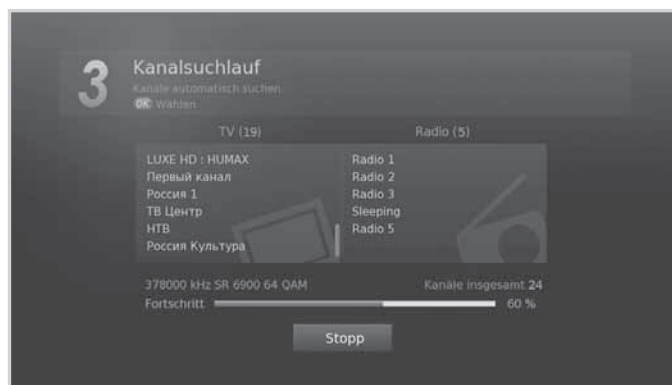 3
Kanalsuchlauf
Kanäle automatisch suchen.
OK Wählen
TV (19)
Radio (5)
LUXE HD : HUMAX
Первый канал
Россия 1
ТВ Центр
НТВ
Россия Культура
Radio 1
Radio 2
Radio 3
Sleeping
Radio 5
378000 kHz SR 6900 64 QAM
Kanäle insgesamt 24
Fortschritt 60 %
Stopp